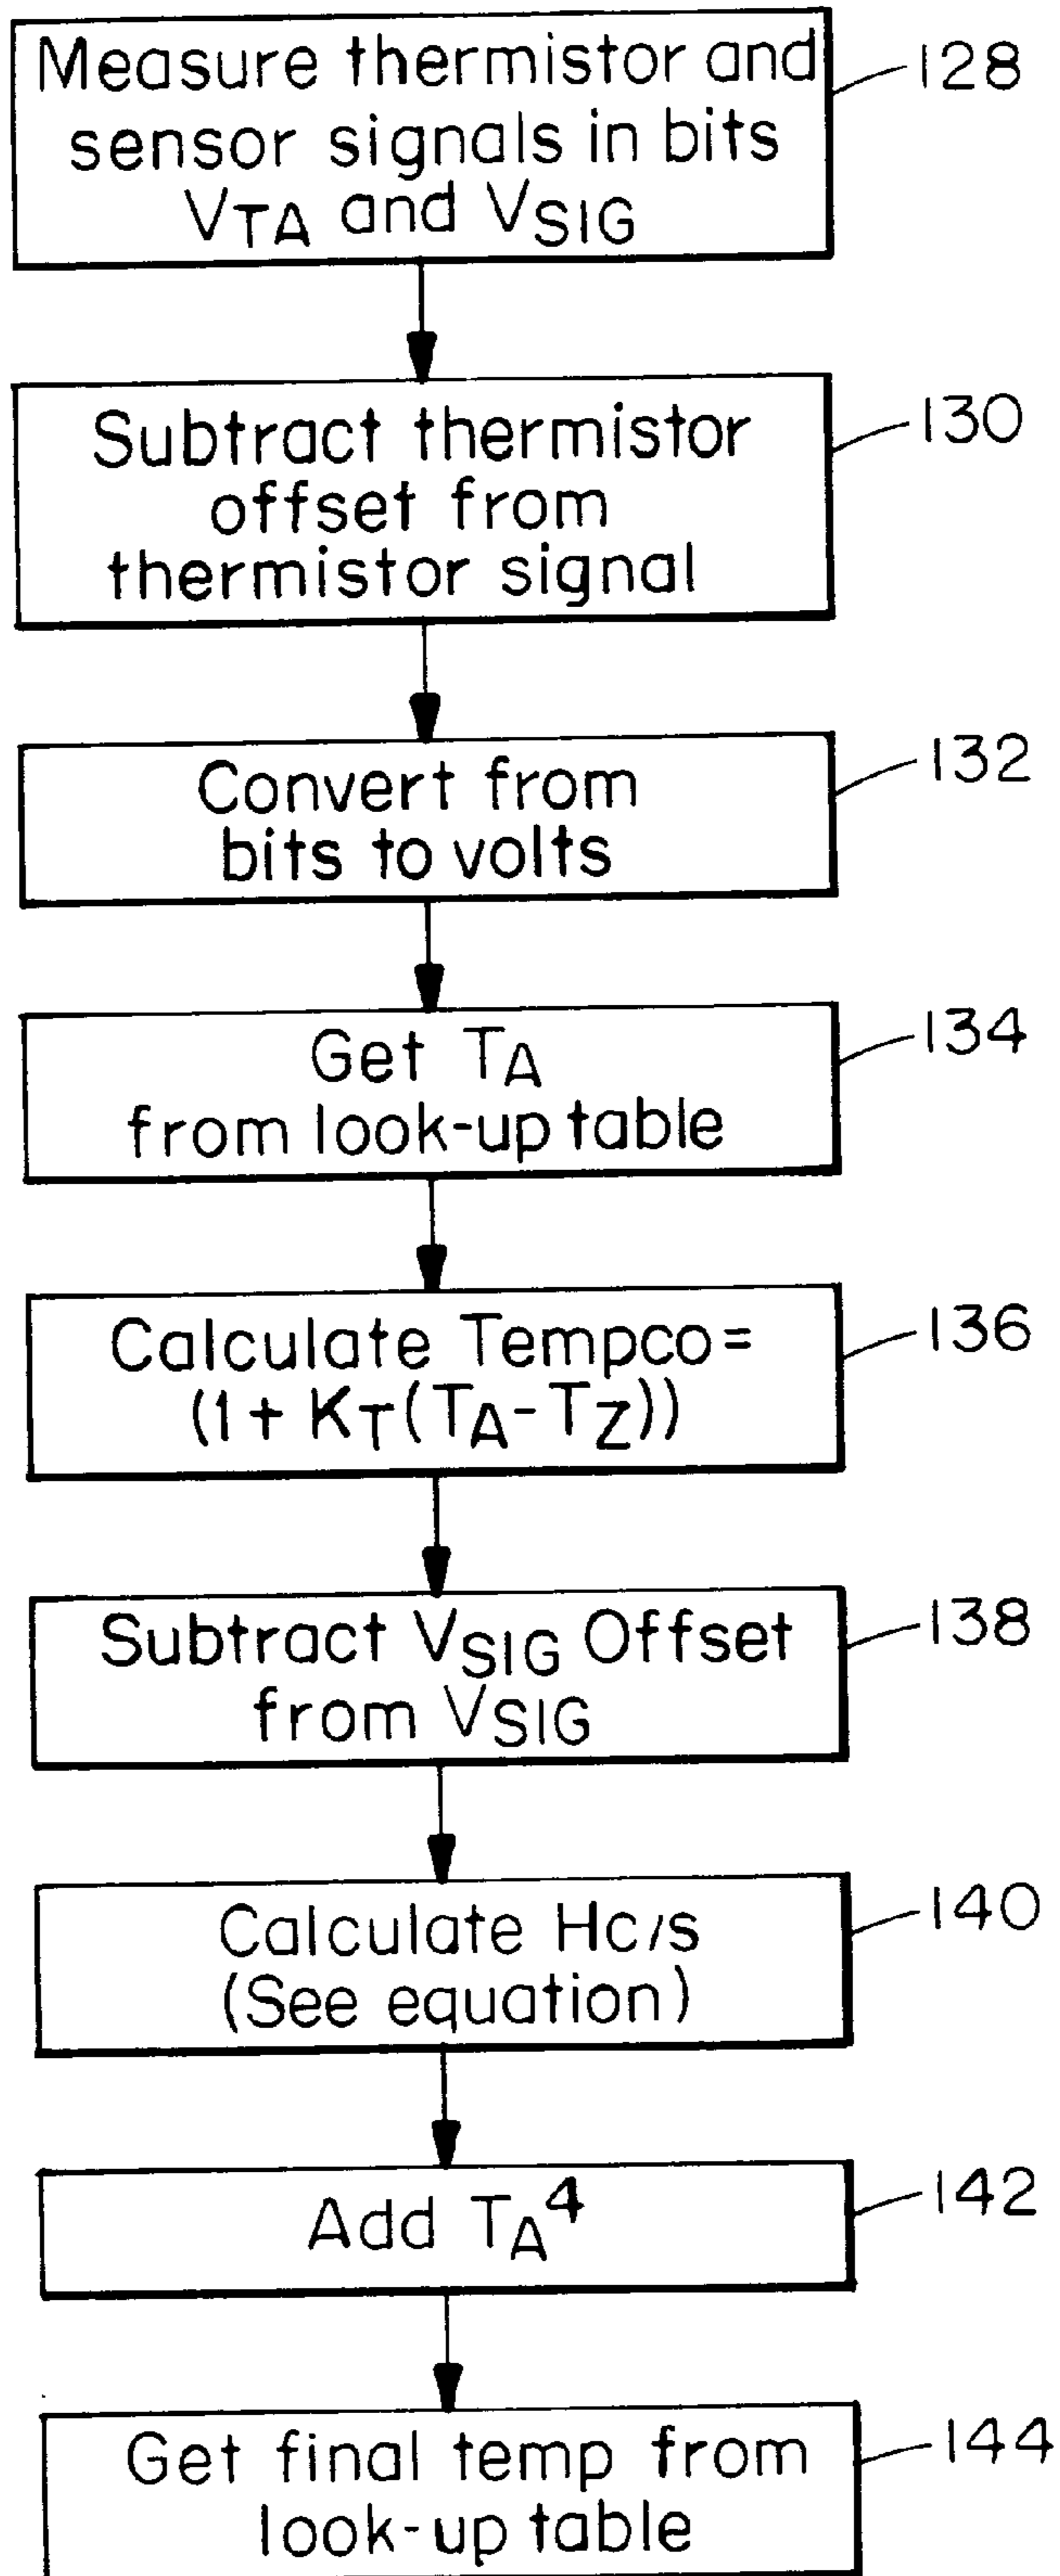 Measure thermistor and
sensor signals in bits
VTA and VSIG
128
Subtract thermistor
offset from
thermistor signal
130
Convert from
bits to volts
132
Get TA
from look-up table
134
Calculate Tempco=
(1+ KT(TA-TZ))
136
Subtract VSIG Offset
from VSIG
138
Calculate Hc/s
(See equation)
140
Add TA⁴
142
Get final temp from
look-up table
144